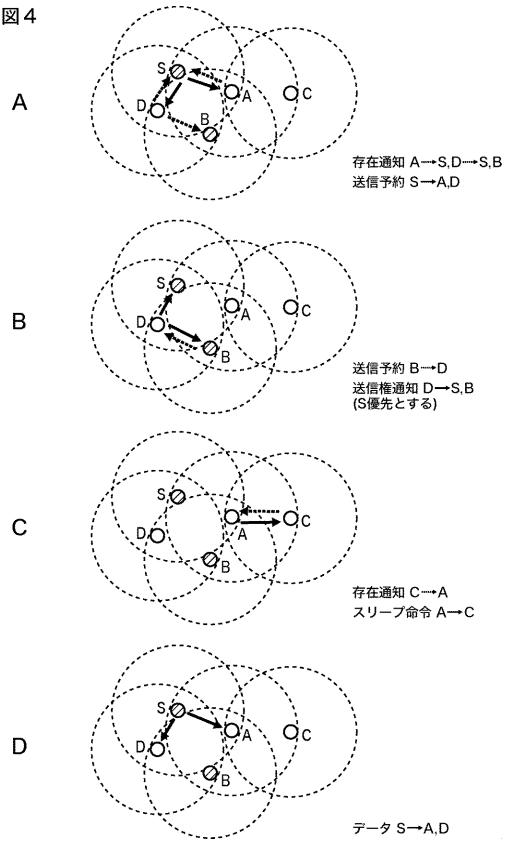 図4
A
S
A
C
D
B
存在通知 A┈→S,D┈→S,B
送信予約 S→A,D
B
S
A
C
D
B
送信予約 B┈→D
送信権通知 D→S,B
(S優先とする)
C
S
A
C
D
B
存在通知 C┈→A
スリープ命令 A→C
D
S
A
C
D
B
データ S→A,D